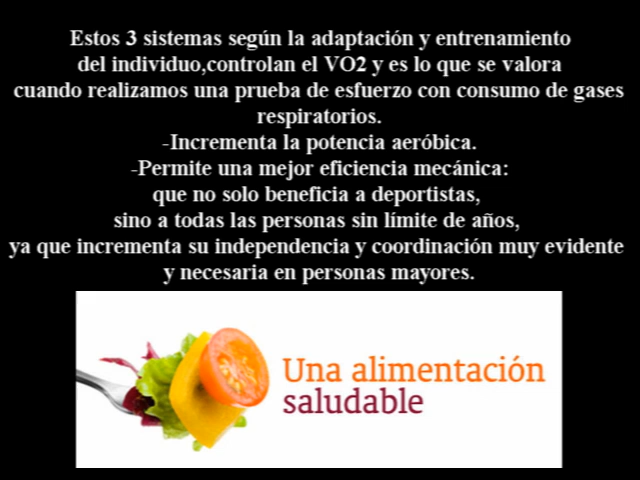 Estos 3 sistemas según la adaptación y entrenamiento
del individuo,controlan el VO2 y es lo que se valora
cuando realizamos una prueba de esfuerzo con consumo de gases
respiratorios.
-Incrementa la potencia aeróbica.
-Permite una mejor eficiencia mecánica:
que no solo beneficia a deportistas,
sino a todas las personas sin límite de años,
ya que incrementa su independencia y coordinación muy evidente
y necesaria en personas mayores.
Una alimentación
saludable